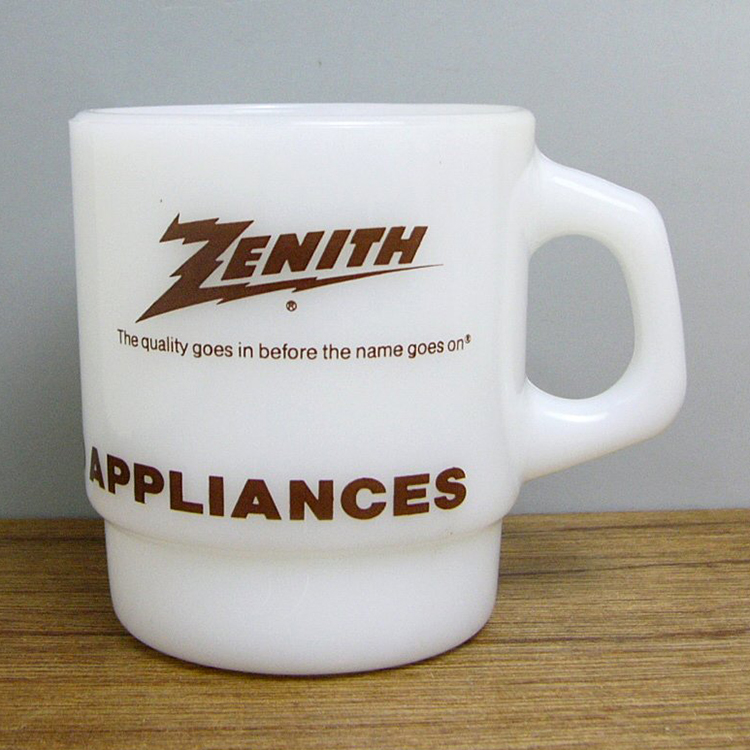 ZENITH
®
The quality goes in before the name goes on®
APPLIANCES